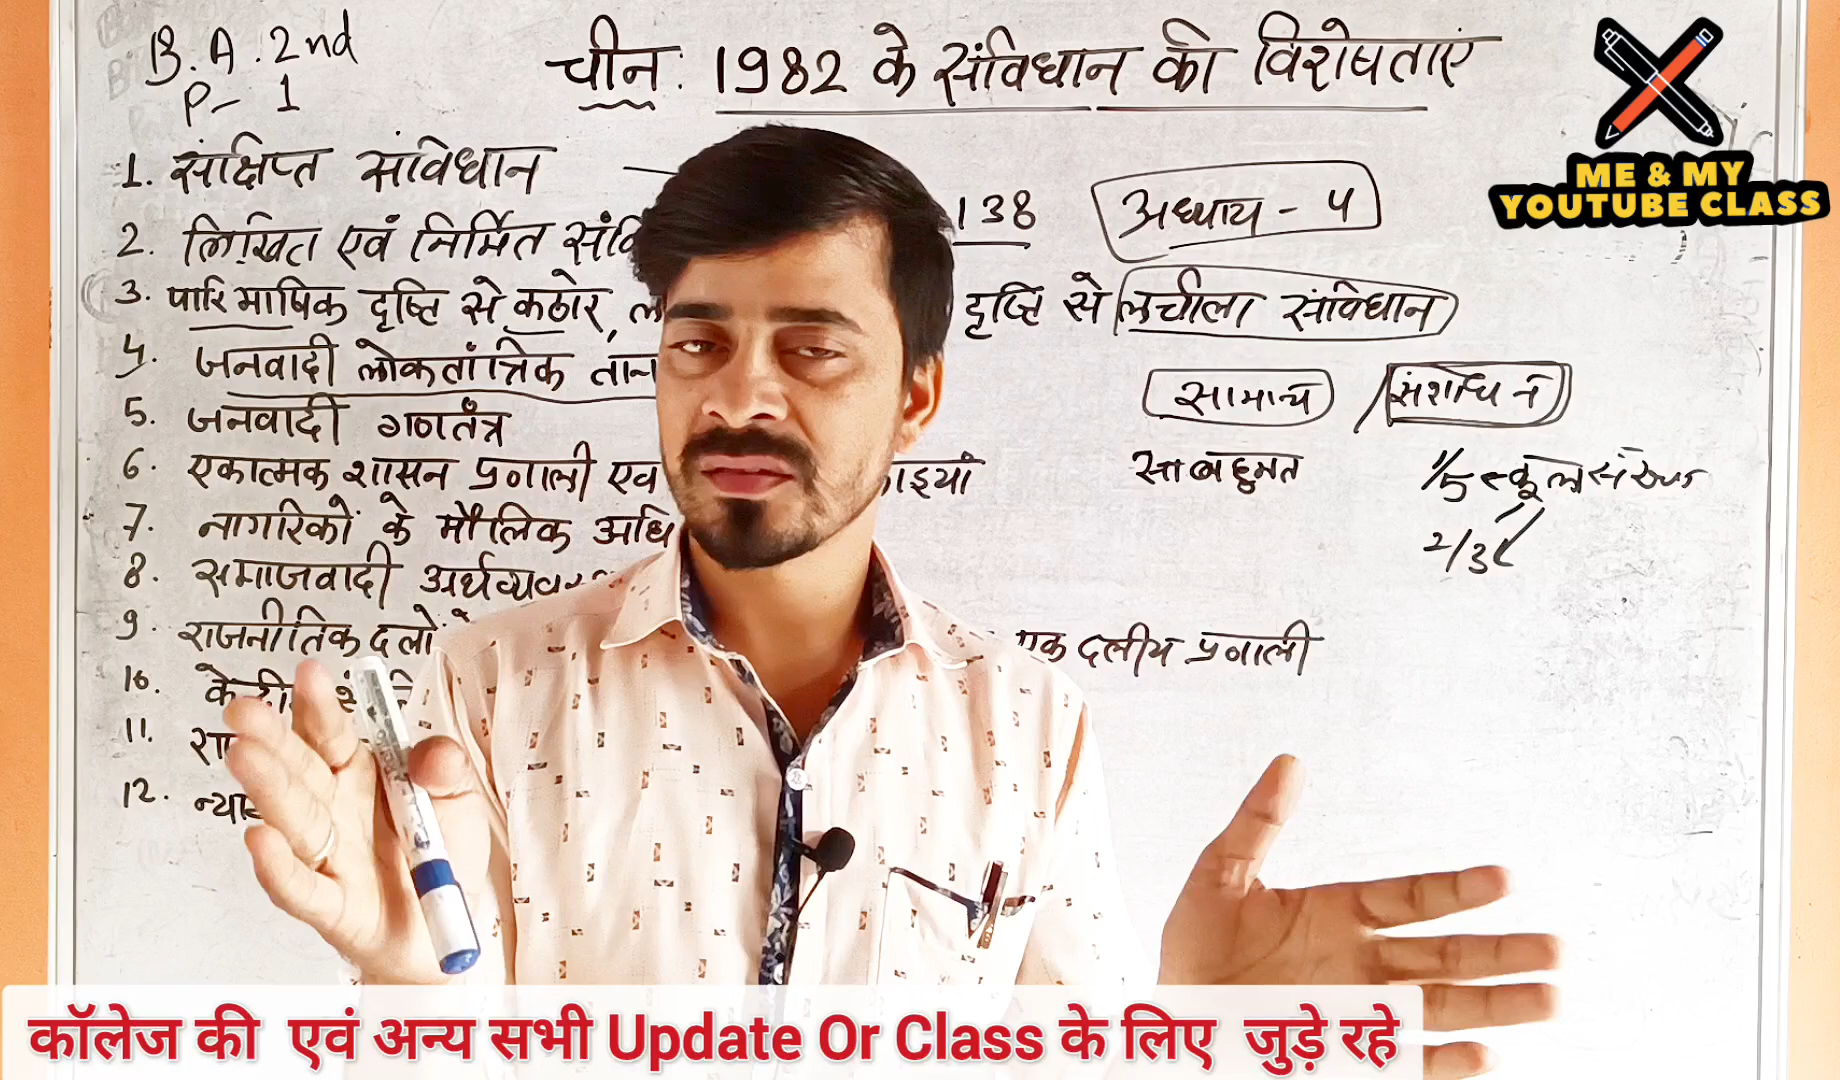 B.A. 2nd
P- 1
चीन: 1982 के संविधान की विशेषताएं
ME & MY
YOUTUBE CLASS
1. संक्षिप्त संविधान —
138 अध्याय - 4
2. लिखित एवं निर्मित संवि
3. पारिभाषिक दृष्टि से कठोर, ल दृष्टि से लचीला संविधान
4. जनवादी लोकतांत्रिक तान
सामान्य / संशोधन
5. जनवादी गणतंत्र
6. एकात्मक शासन प्रणाली एव ाइयां
सा बहुमत 1/5 कुल संख्या
2/3
7. नागरिकों के मौलिक अधि
8. समाजवादी अर्थव्यव
9. राजनीतिक दलों एक दलीय प्रणाली
10. के
11. रा
12. न्याय
कॉलेज की एवं अन्य सभी Update Or Class के लिए जुड़े रहे